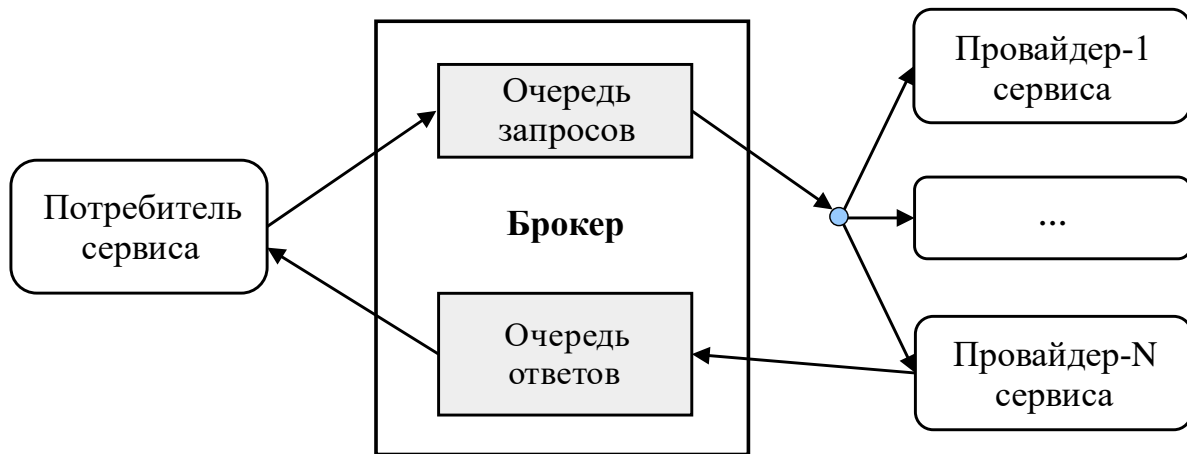 Потребитель
сервиса
Очередь
запросов
Брокер
Очередь
ответов
Провайдер-1
сервиса
...
Провайдер-N
сервиса